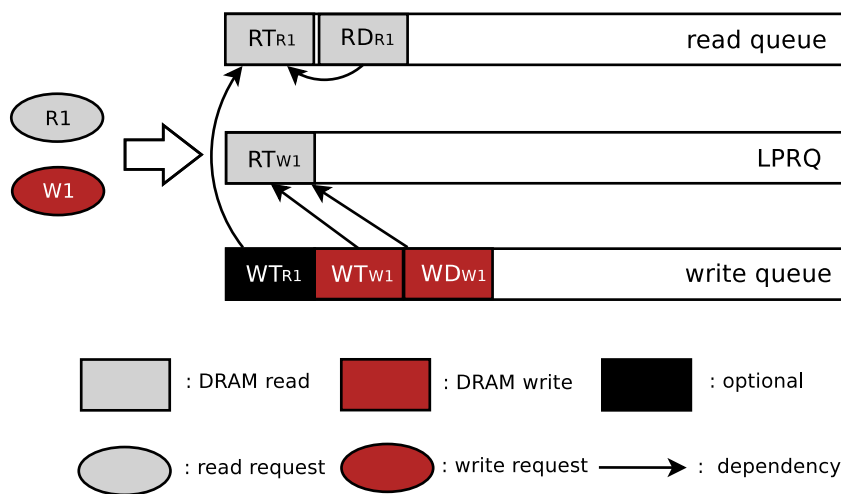 RTR1 RDR1 read queue
R1
RTW1 LPRQ
W1
WTR1 WTW1 WDW1 write queue
: DRAM read : DRAM write : optional
: read request : write request : dependency